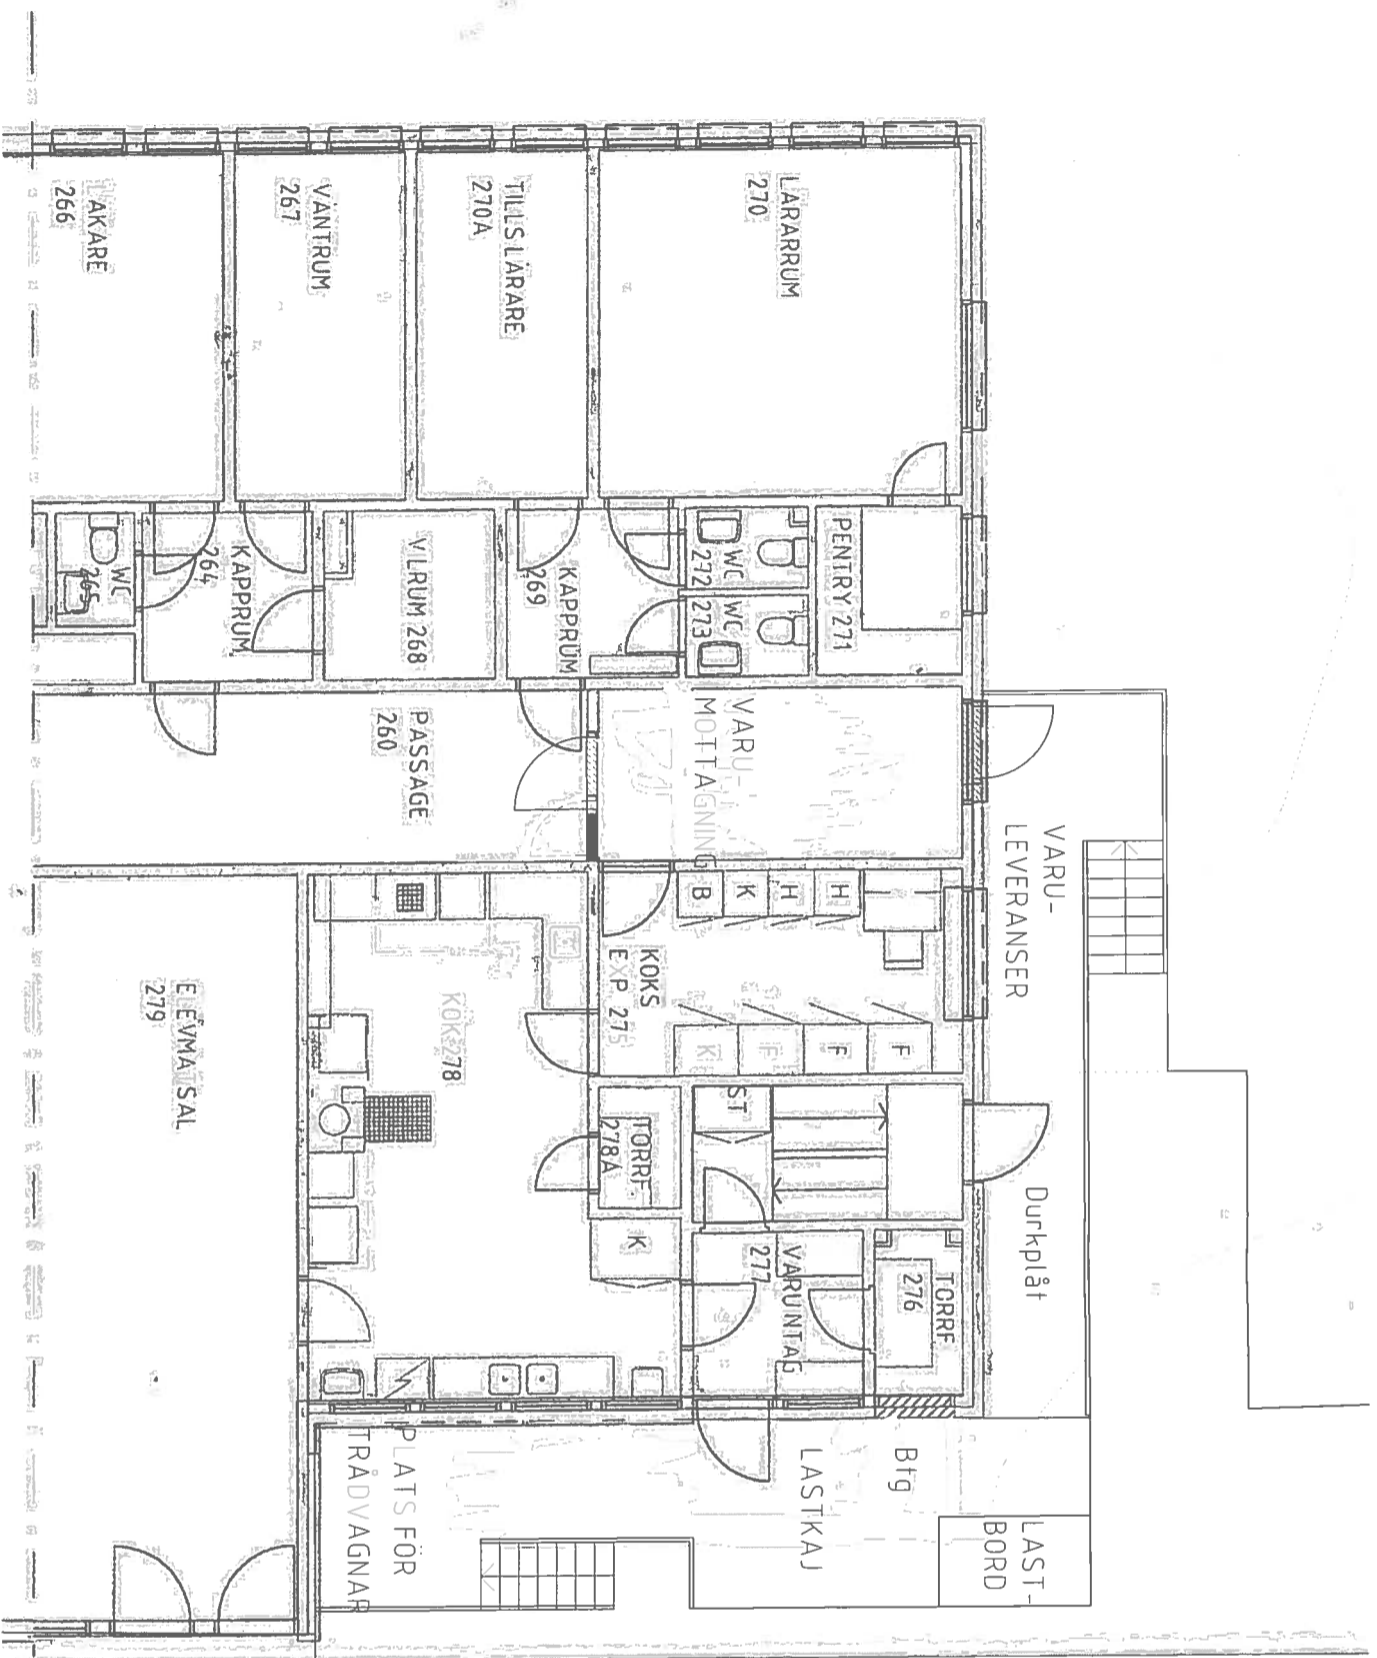 LÄRARRUM
270
TILLSLÄRARE
270A
VÄNTRUM
267
LÄKARE
266
PENTRY 271
WC
272
WC
273
KAPPRUM
269
VILRUM 268
KAPPRUM
264
WC
265
VARU-
MOTTAGNING
PASSAGE
260
VARU-
LEVERANSER
H
H
K
B
KÖKS
EXP 275
F
F
F
K
KÖK 278
ELEVMATSAL
279
ST
TORRF.
278A
K
Durkplåt
TORRF
276
VARUINTAG
277
Btg
LASTKAJ
LAST-
BORD
PLATS FÖR
TRÅDVAGNAR